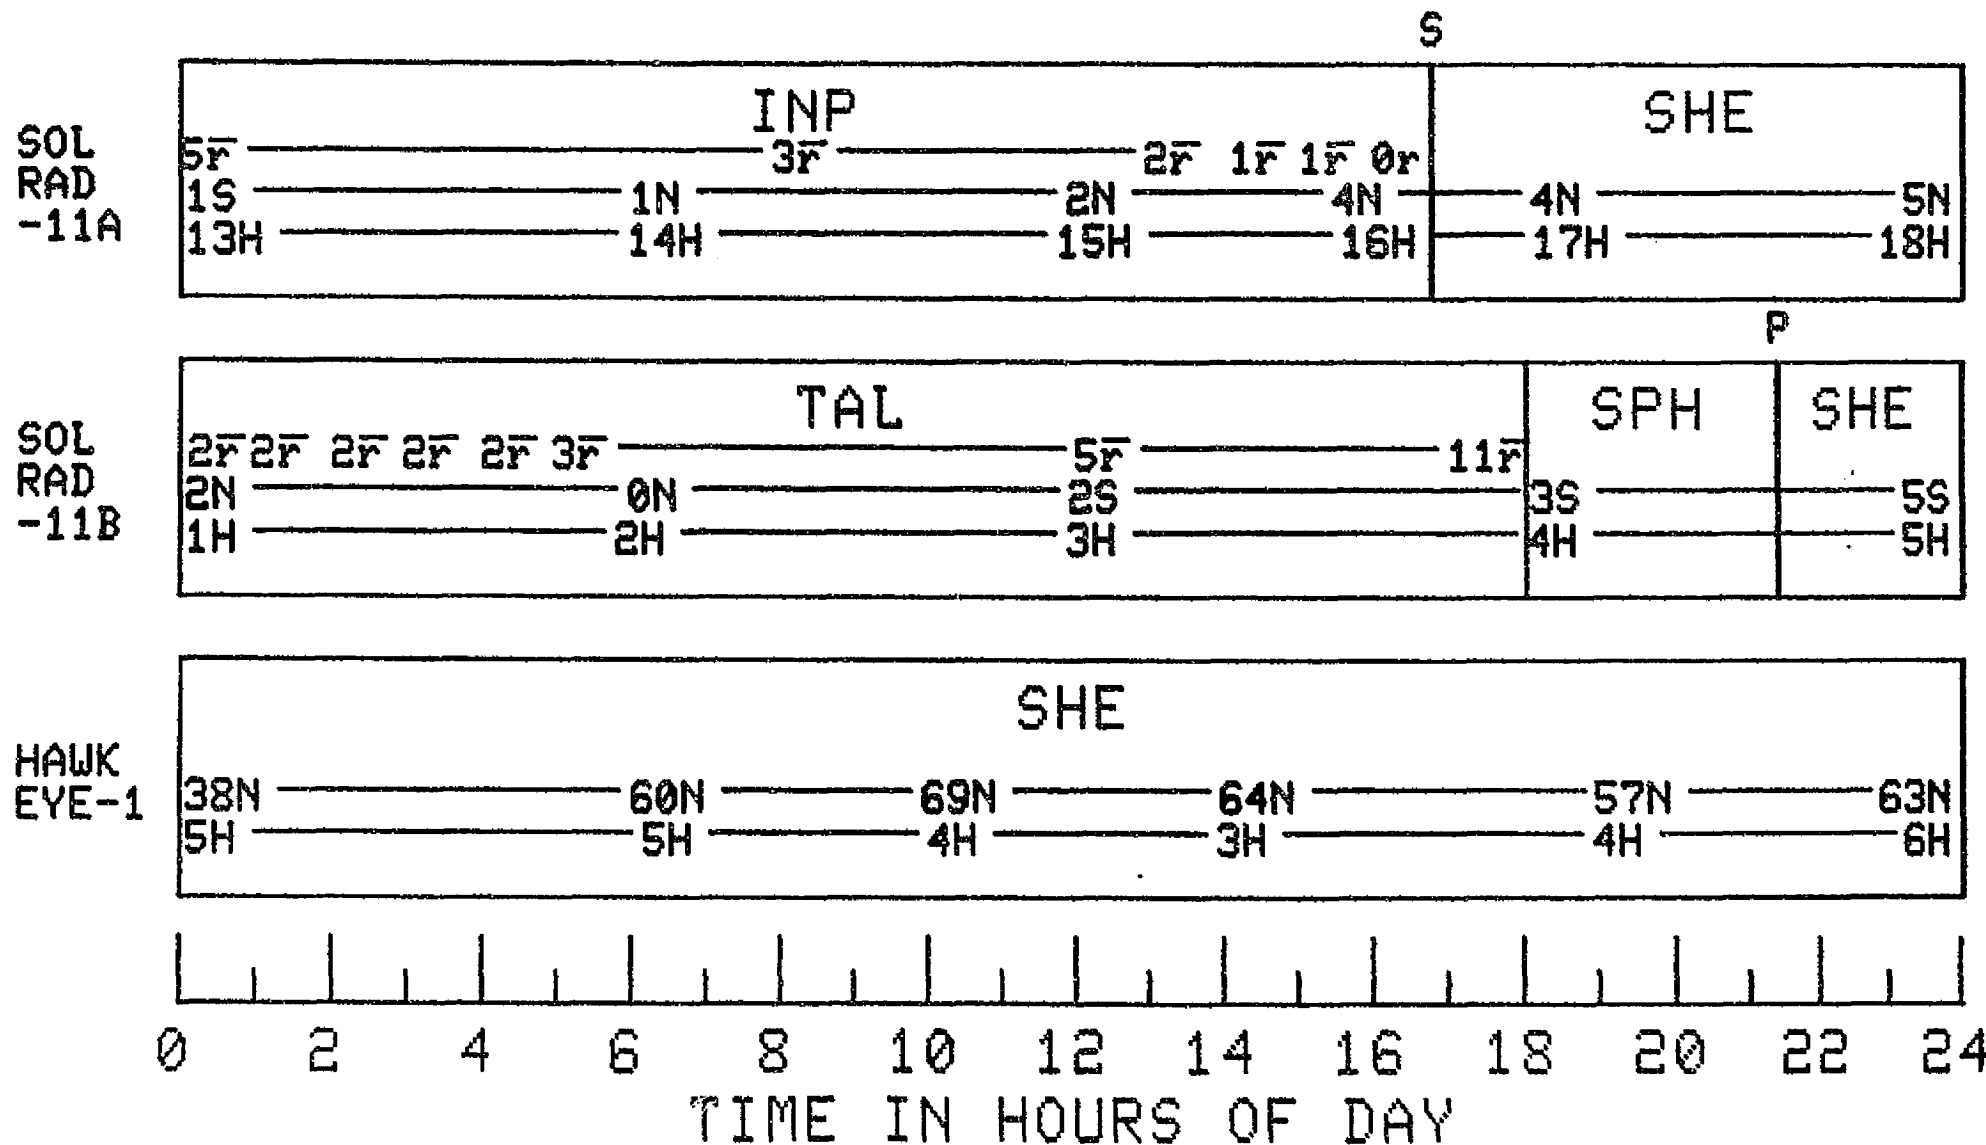 S
INP SHE
SOL
RAD
-11A
5r̅ 3r̅ 2r̅ 1r̅ 1r̅ 0r
1S 1N 2N 4N 4N 5N
13H 14H 15H 16H 17H 18H
P
TAL SPH SHE
SOL
RAD
-11B
2r̅ 2r̅ 2r̅ 2r̅ 2r̅ 3r̅ 5r̅ 11r̅
2N 0N 2S 3S 5S
1H 2H 3H 4H 5H
SHE
HAWK
EYE-1
38N 60N 69N 64N 57N 63N
5H 5H 4H 3H 4H 6H
0 2 4 6 8 10 12 14 16 18 20 22 24
TIME IN HOURS OF DAY